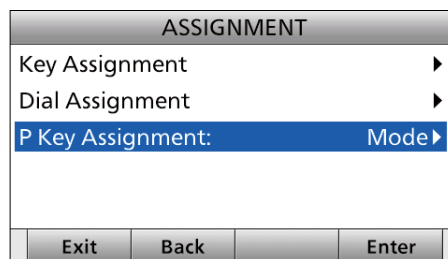 ASSIGNMENT
Key Assignment
Dial Assignment
P Key Assignment: Mode
Exit Back Enter